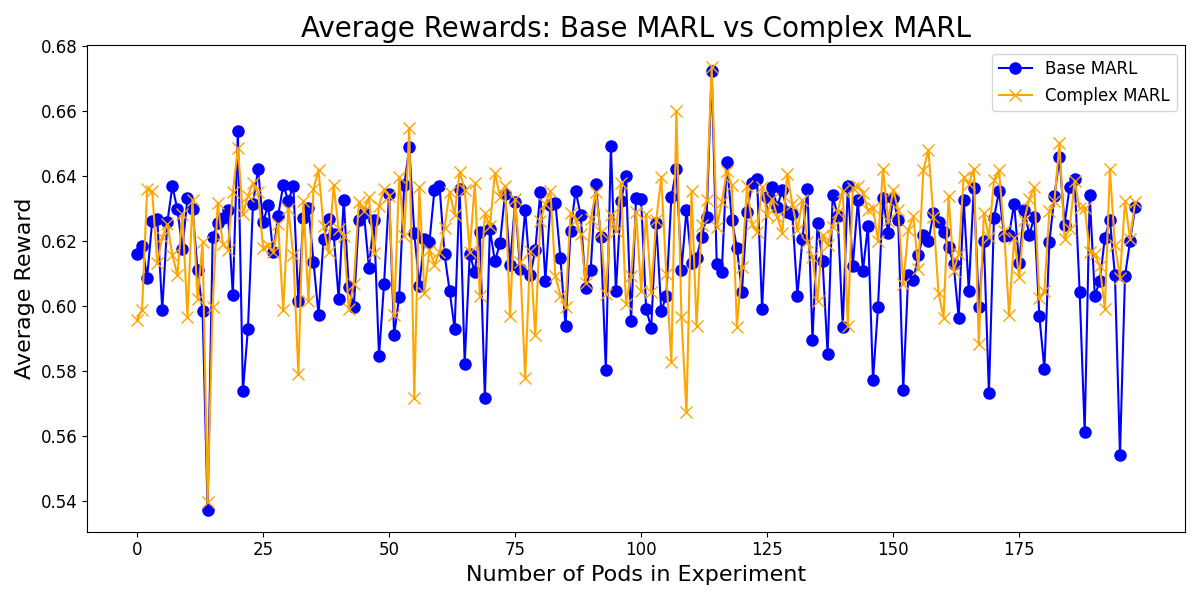 Average Rewards: Base MARL vs Complex MARL
Base MARL
Complex MARL
Average Reward
0.68
0.66
0.64
0.62
0.60
0.58
0.56
0.54
0 25 50 75 100 125 150 175
Number of Pods in Experiment